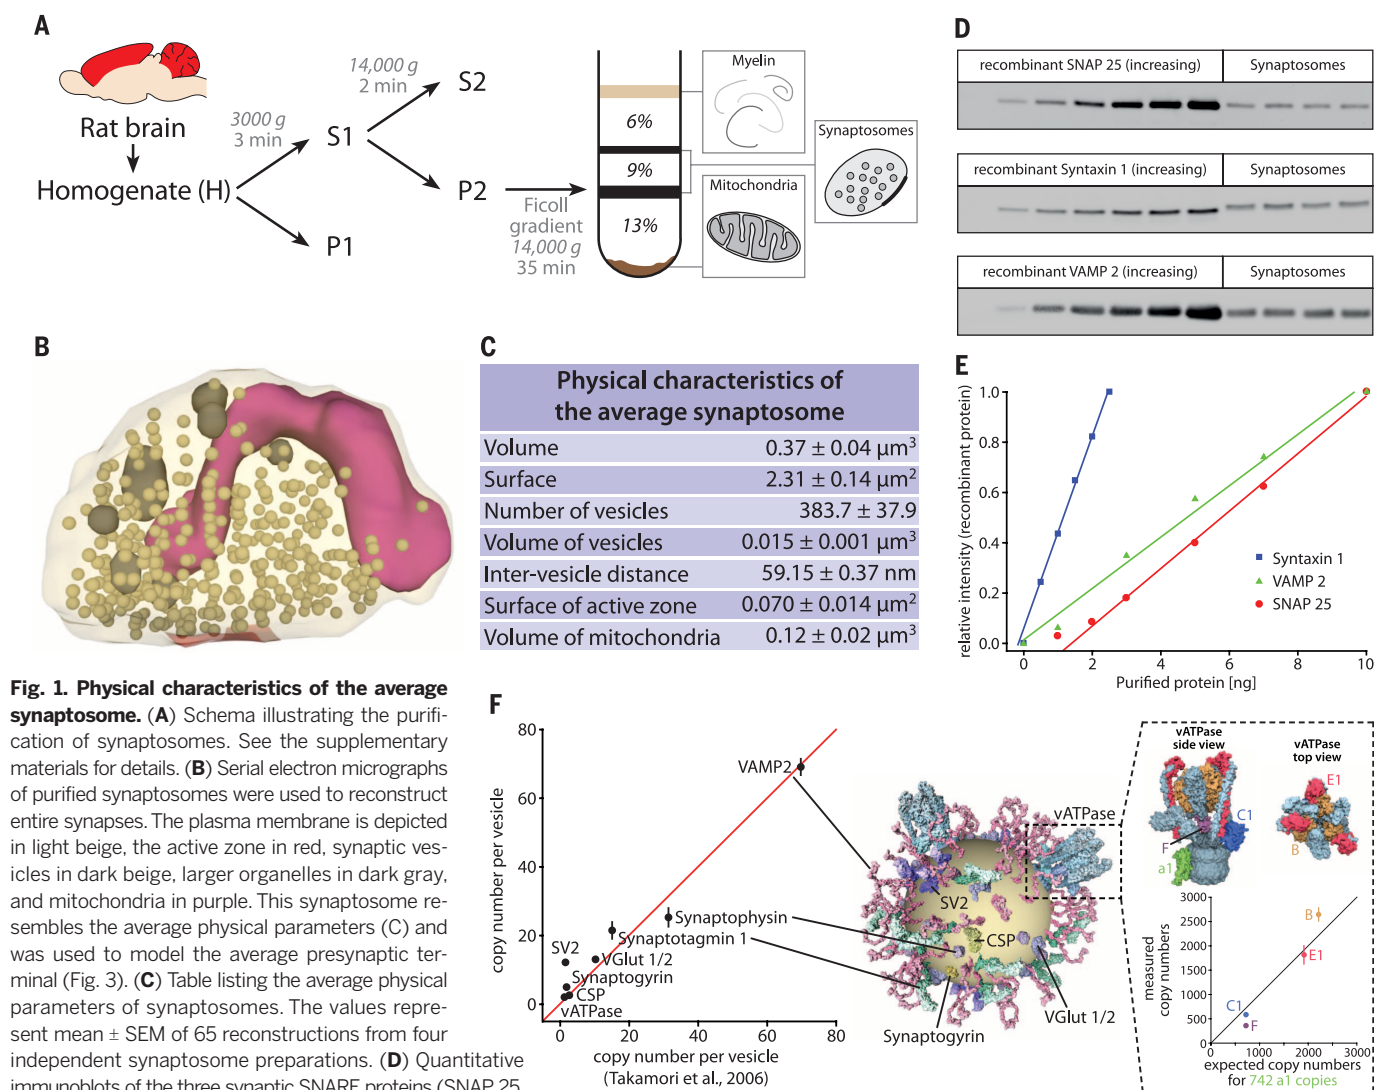 A
Rat brain
Homogenate (H)
3000 g
3 min
S1
P1
14,000 g
2 min
S2
P2
Ficoll
gradient
14,000 g
35 min
6%
9%
13%
Myelin
Synaptosomes
Mitochondria
B
C
Physical characteristics of
the average synaptosome
Volume 0.37 ± 0.04 µm³
Surface 2.31 ± 0.14 µm²
Number of vesicles 383.7 ± 37.9
Volume of vesicles 0.015 ± 0.001 µm³
Inter-vesicle distance 59.15 ± 0.37 nm
Surface of active zone 0.070 ± 0.014 µm²
Volume of mitochondria 0.12 ± 0.02 µm³
D
recombinant SNAP 25 (increasing) Synaptosomes
recombinant Syntaxin 1 (increasing) Synaptosomes
recombinant VAMP 2 (increasing) Synaptosomes
E
relative intensity (recombinant protein)
1.0
0.8
0.6
0.4
0.2
0.0
0 2 4 6 8 10
Purified protein [ng]
Syntaxin 1
VAMP 2
SNAP 25
Fig. 1. Physical characteristics of the average
synaptosome. (A) Schema illustrating the purifi-
cation of synaptosomes. See the supplementary
materials for details. (B) Serial electron micrographs
of purified synaptosomes were used to reconstruct
entire synapses. The plasma membrane is depicted
in light beige, the active zone in red, synaptic ves-
icles in dark beige, larger organelles in dark gray,
and mitochondria in purple. This synaptosome re-
sembles the average physical parameters (C) and
was used to model the average presynaptic ter-
minal (Fig. 3). (C) Table listing the average physical
parameters of synaptosomes. The values repre-
sent mean ± SEM of 65 reconstructions from four
independent synaptosome preparations. (D) Quantitative
immunoblots of the three synaptic SNARE proteins (SNAP 25,
F
copy number per vesicle
80
60
40
20
0
0 20 40 60 80
copy number per vesicle
(Takamori et al., 2006)
VAMP2
Synaptophysin
Synaptotagmin 1
SV2
VGlut 1/2
Synaptogyrin
CSP
vATPase
vATPase
SV2
CSP
Synaptogyrin
VGlut 1/2
vATPase
side view
vATPase
top view
E1
C1
F
a1
B
measured
copy numbers
3000
2500
2000
1500
1000
500
0
B
E1
C1
F
0 1000 2000 3000
expected copy numbers
for 742 a1 copies